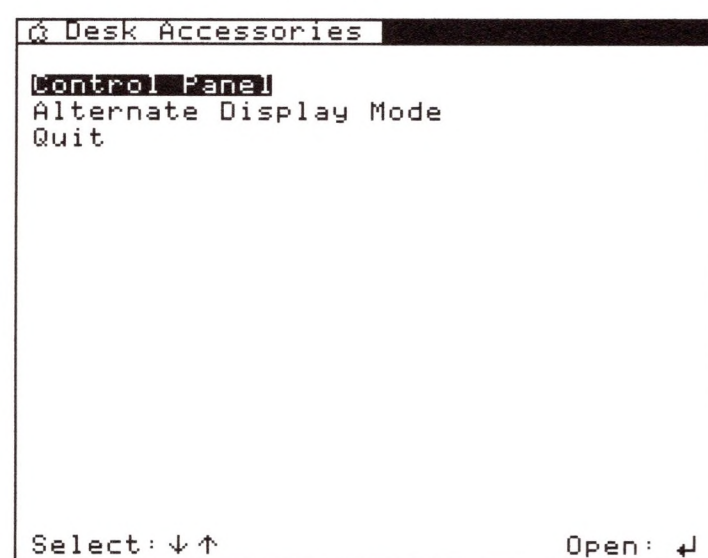 Desk Accessories
Control Panel
Alternate Display Mode
Quit
Select: ↓ ↑ Open: ↵